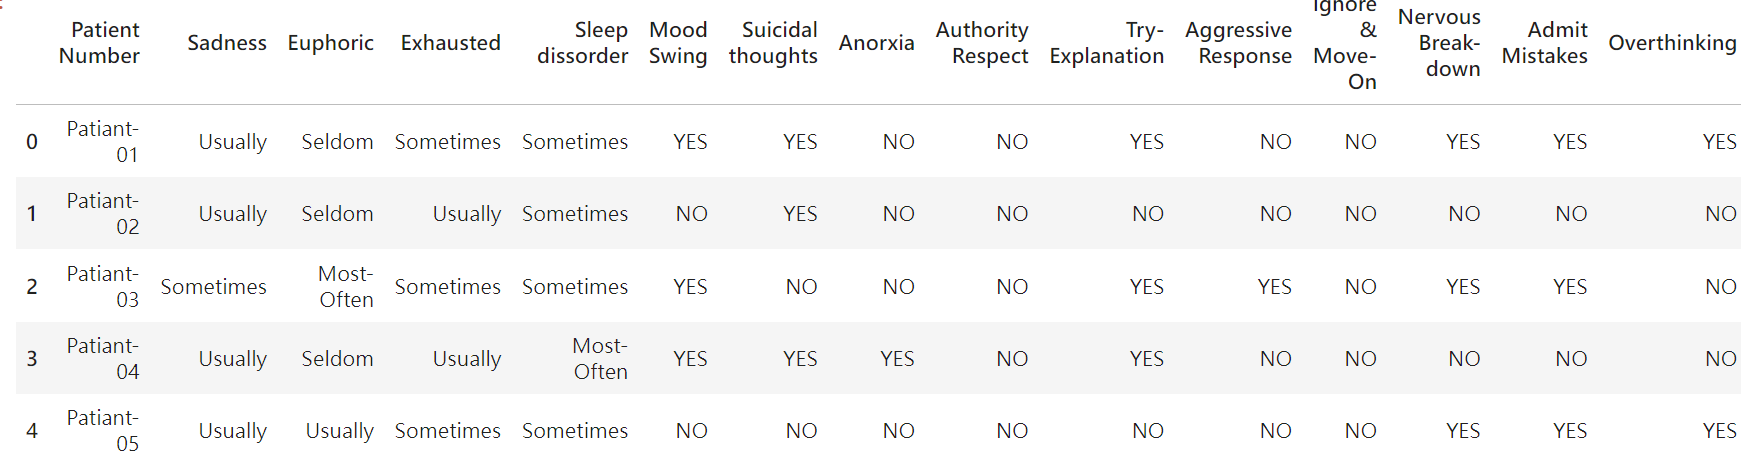 Patient Number Sadness Euphoric Exhausted Sleep dissorder Mood Swing Suicidal thoughts Anorxia Authority Respect Try-Explanation Aggressive Response Ignore & Move-On Nervous Break-down Admit Mistakes Overthinking
0 Patiant-01 Usually Seldom Sometimes Sometimes YES YES NO NO YES NO NO YES YES YES
1 Patiant-02 Usually Seldom Usually Sometimes NO YES NO NO NO NO NO NO NO NO
2 Patiant-03 Sometimes Most-Often Sometimes Sometimes YES NO NO NO YES YES NO YES YES NO
3 Patiant-04 Usually Seldom Usually Most-Often YES YES YES NO YES NO NO NO NO NO
4 Patiant-05 Usually Usually Sometimes Sometimes NO NO NO NO NO NO NO YES YES YES